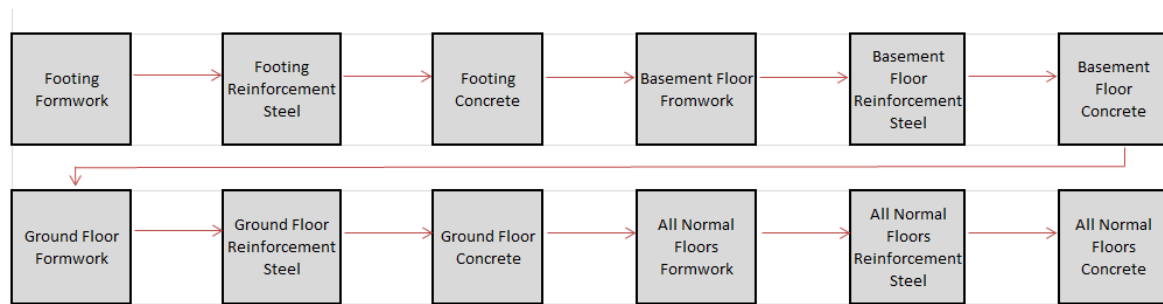 Footing
Formwork
Footing
Reinforcement
Steel
Footing
Concrete
Basement Floor
Fromwork
Basement
Floor
Reinforcement
Steel
Basement
Floor
Concrete
Ground Floor
Formwork
Ground Floor
Reinforcement
Steel
Ground Floor
Concrete
All Normal
Floors
Formwork
All Normal
Floors
Reinforcement
Steel
All Normal
Floors
Concrete